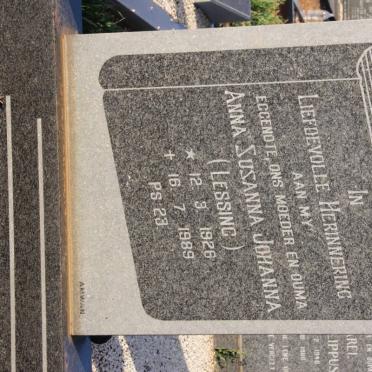 IN
LIEFDEVOLLE HERINNERING
AAN MY
EGGENOTE, ONS MOEDER EN OUMA
ANNA SUSANNA JOHANNA
(LESSING)
★ 12 3 1926
✝ 16 7 1989
PS 23